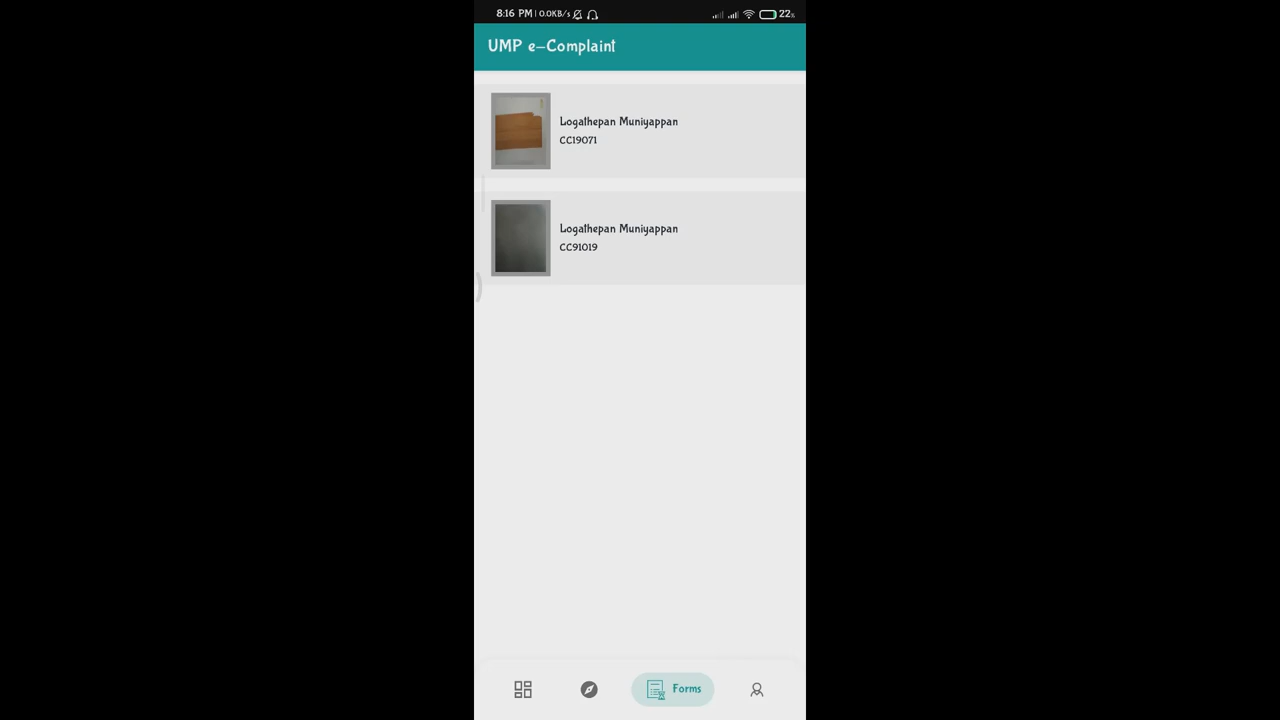 8:16 PM | 0.0KB/s 22%
UMP e-Complaint
Logathepan Muniyappan
CC19071
Logathepan Muniyappan
CC91019
Forms